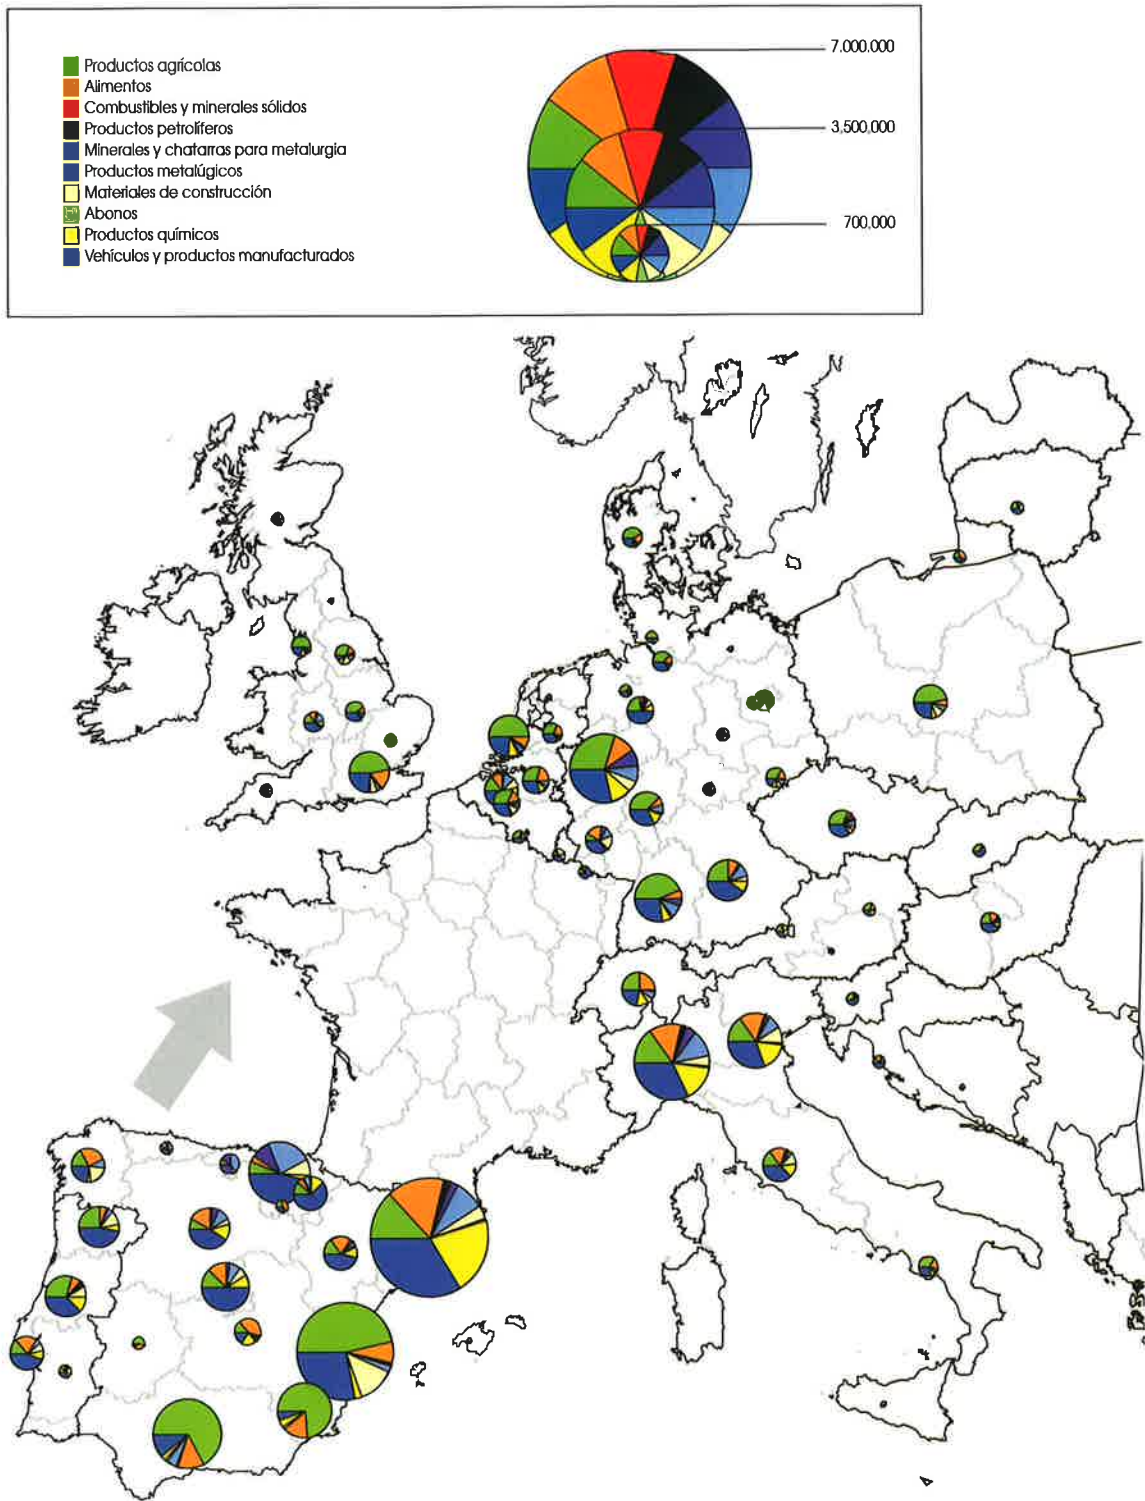 Productos agrícolas
Alimentos
Combustibles y minerales sólidos
Productos petrolíferos
Minerales y chatarras para metalurgia
Productos metalúgicos
Materiales de construcción
Abonos
Productos químicos
Vehículos y productos manufacturados
7.000.000
3,500,000
700,000